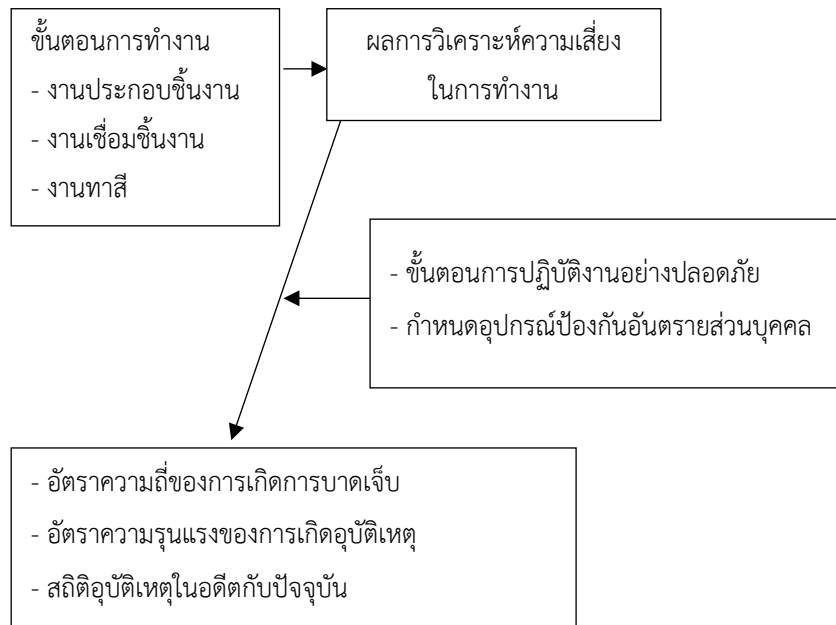 ขั้นตอนการทำงาน
- งานประกอบชิ้นงาน
- งานเชื่อมชิ้นงาน
- งานทาสี
ผลการวิเคราะห์ความเสี่ยง
ในการทำงาน
- ขั้นตอนการปฏิบัติงานอย่างปลอดภัย
- กำหนดอุปกรณ์ป้องกันอันตรายส่วนบุคคล
- อัตราความถี่ของการเกิดการบาดเจ็บ
- อัตราความรุนแรงของการเกิดอุบัติเหตุ
- สถิติอุบัติเหตุในอดีตกับปัจจุบัน